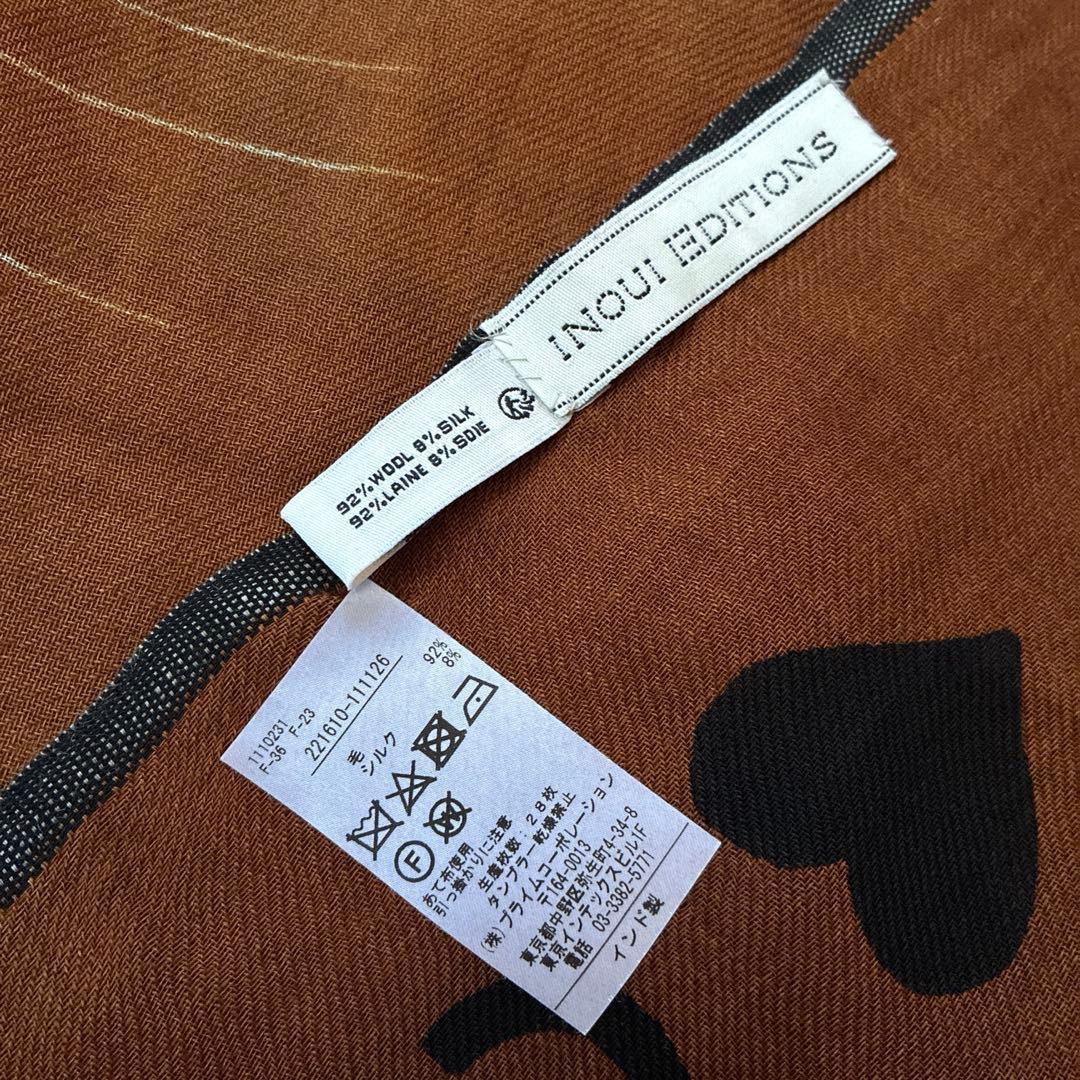 INOUI EDITIONS
92%WOOL 8%SILK
92%LAINE 8%SOIE
1110231
F-36 F-23
221610-111126
毛 92%
シルク 8%
F
W
あて布使用
引っ掛かりに注意
生産枚数:28枚
タンブラー乾燥禁止
(株)プライムコーポレーション
〒164-0013
東京都中野区弥生町4-34-8
東京インテックスビル1F
電話 03-3382-5771
インド製